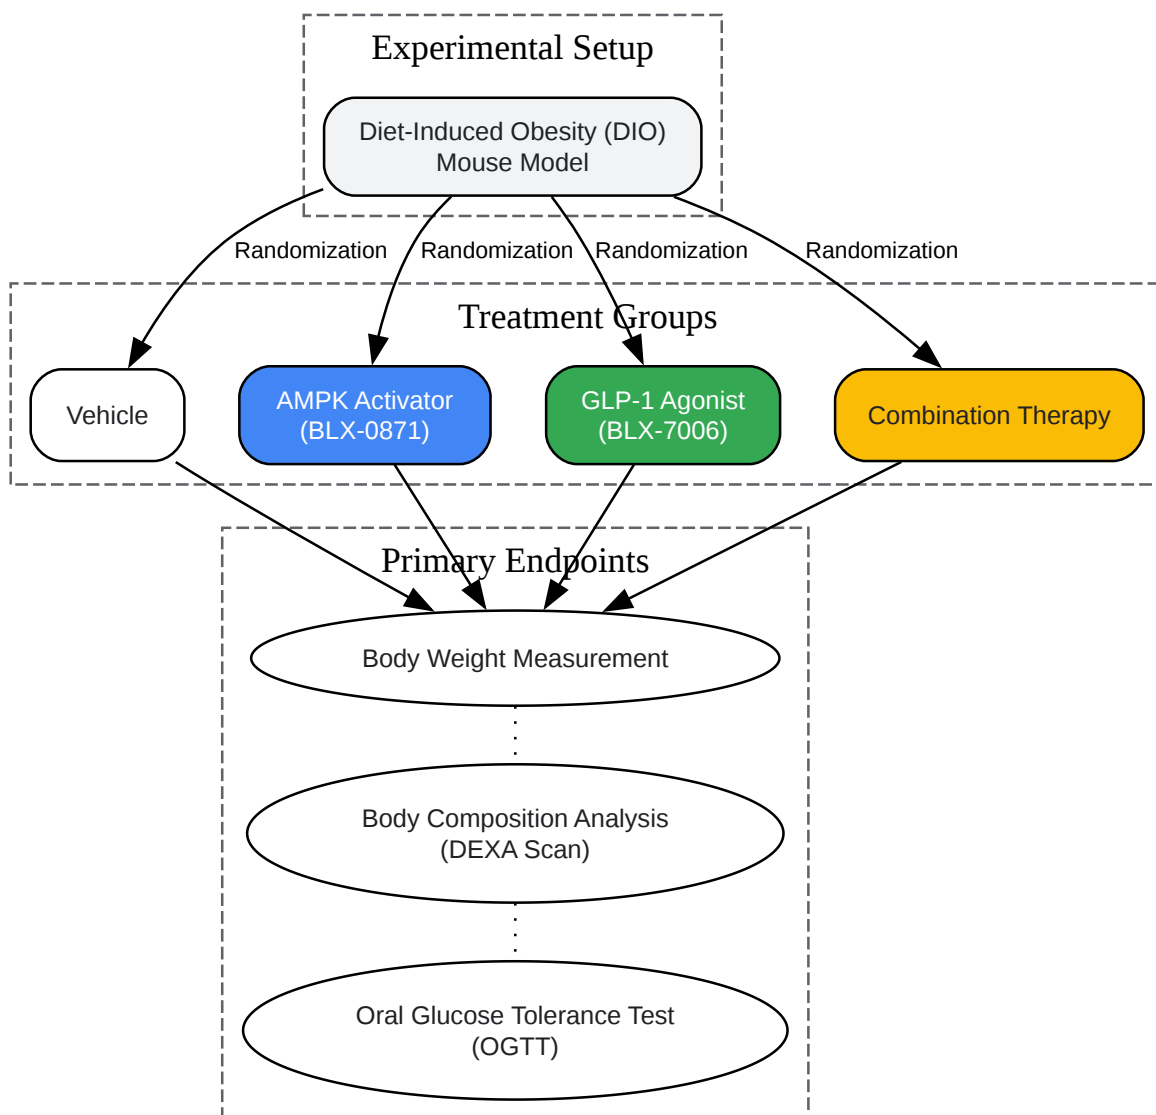 Experimental Setup
Diet-Induced Obesity (DIO)
Mouse Model
Randomization
Randomization
Randomization
Randomization
Treatment Groups
Vehicle
AMPK Activator
(BLX-0871)
GLP-1 Agonist
(BLX-7006)
Combination Therapy
Primary Endpoints
Body Weight Measurement
Body Composition Analysis
(DEXA Scan)
Oral Glucose Tolerance Test
(OGTT)